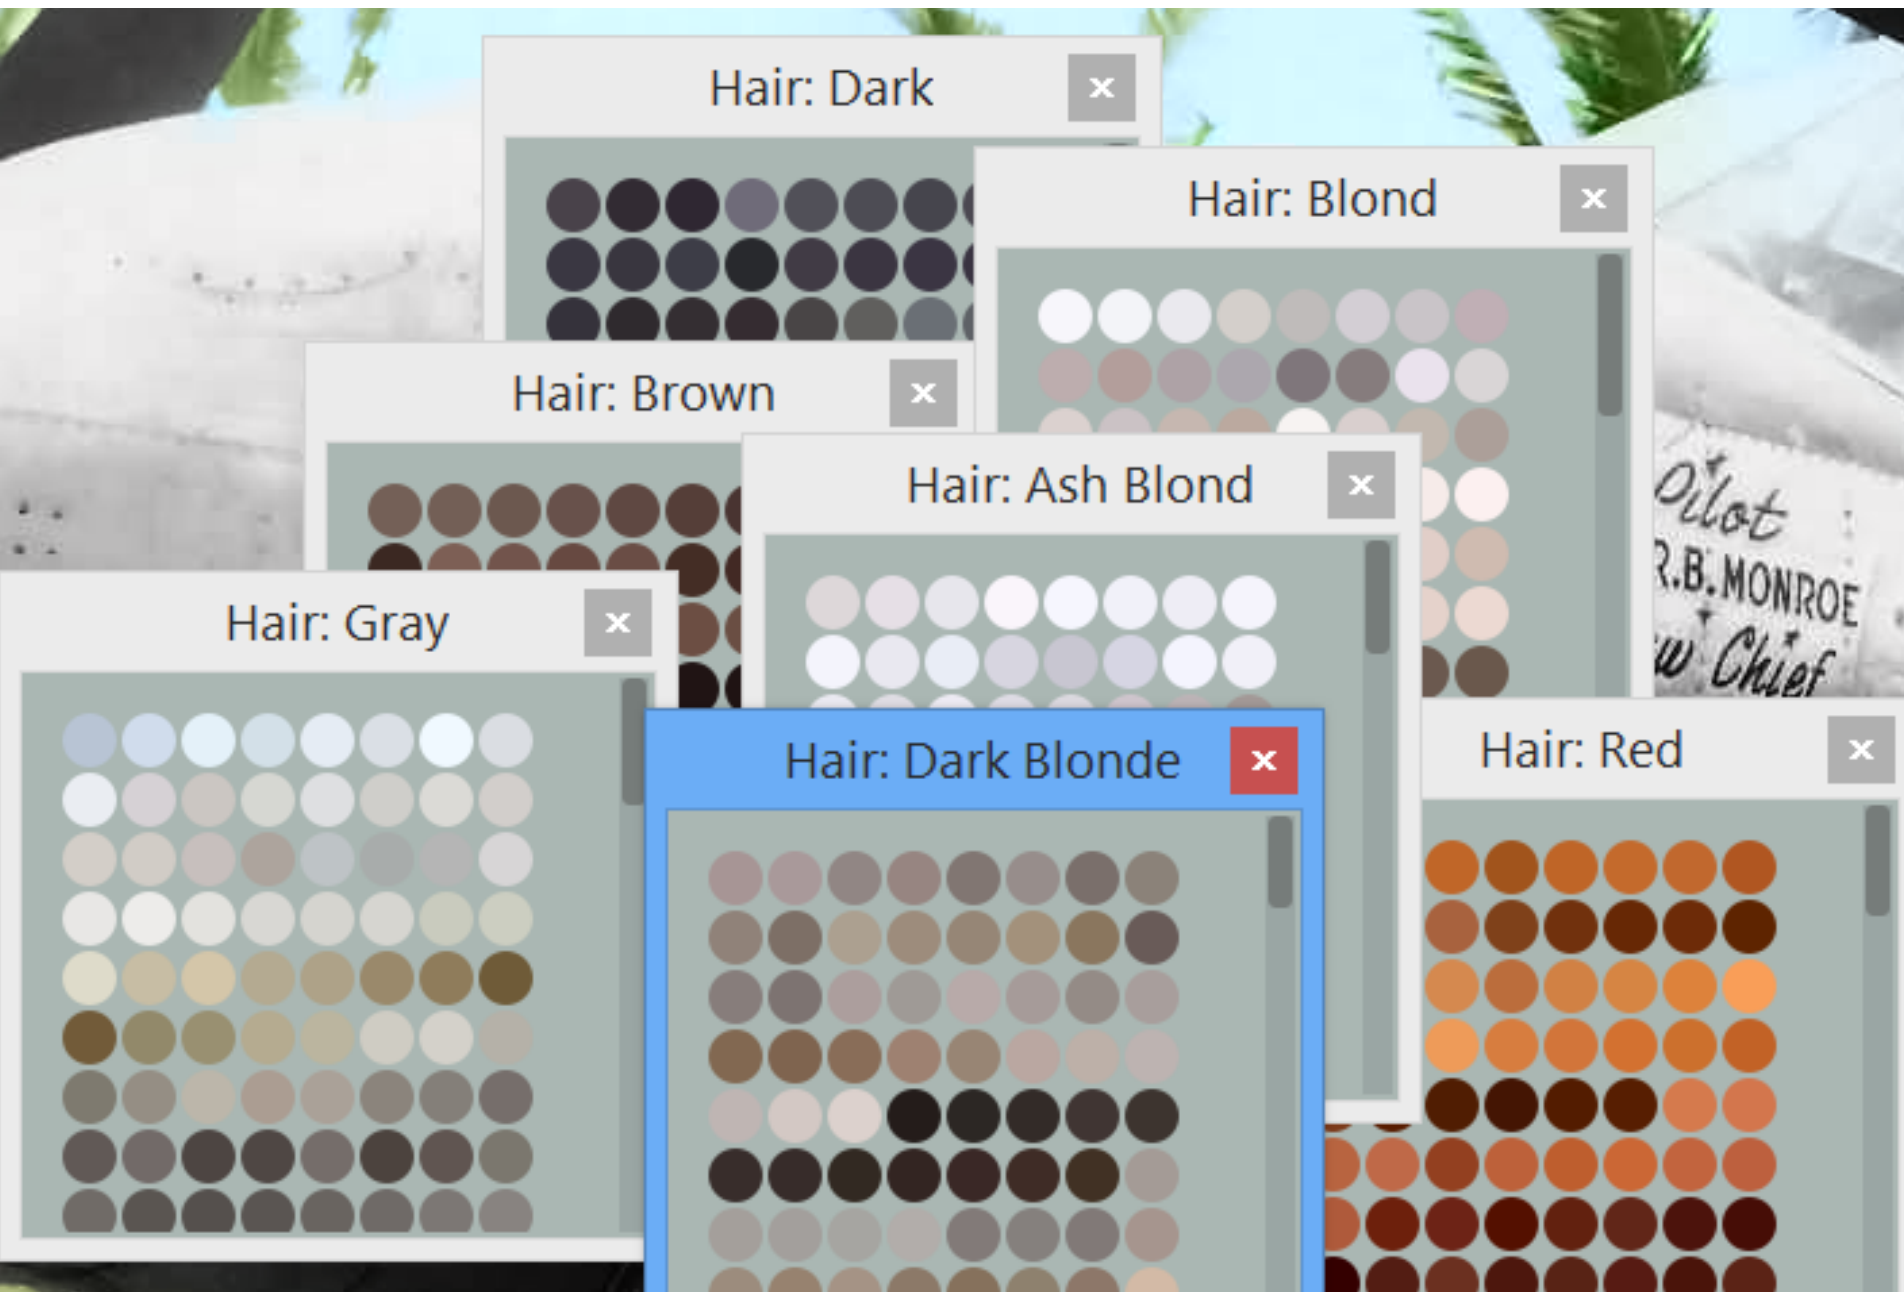 Hair: Dark
x
Hair: Blond
x
Hair: Brown
x
Hair: Ash Blond
x
Hair: Gray
x
Hair: Dark Blonde
x
Hair: Red
x
Pilot
R.B. MONROE
w Chief